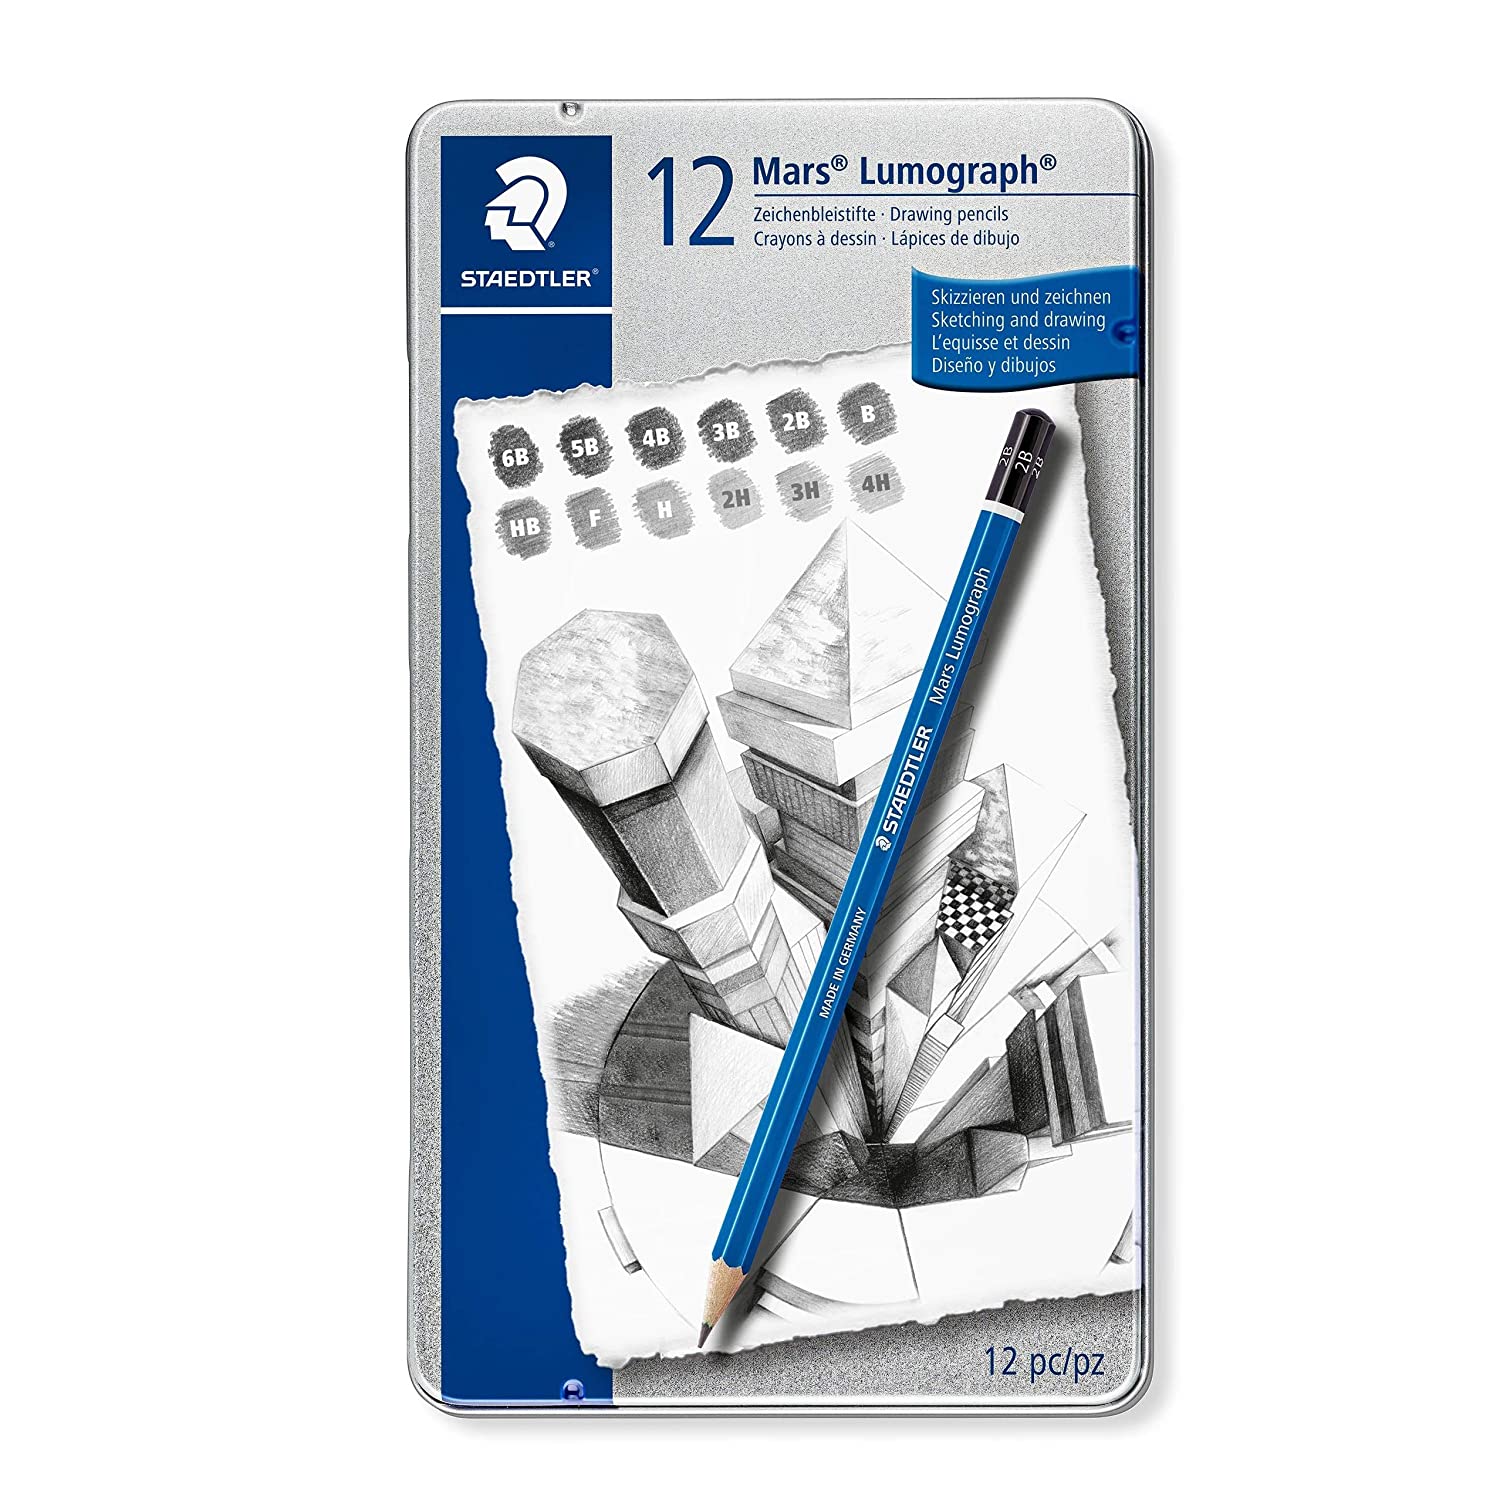 STAEDTLER®
12
Mars® Lumograph®
Zeichenbleistifte · Drawing pencils
Crayons à dessin · Lápices de dibujo
Skizzieren und zeichnen
Sketching and drawing
L'equisse et dessin
Diseño y dibujos
6B 5B 4B 3B 2B B
HB F H 2H 3H 4H
2B 2B 2B
MADE IN GERMANY STAEDTLER Mars Lumograph
12 pc/pz